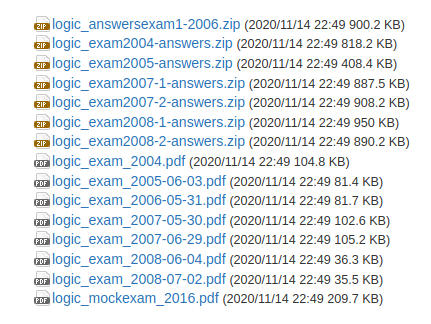 ZIP logic_answersexam1-2006.zip (2020/11/14 22:49 900.2 KB)
ZIP logic_exam2004-answers.zip (2020/11/14 22:49 818.2 KB)
ZIP logic_exam2005-answers.zip (2020/11/14 22:49 408.4 KB)
ZIP logic_exam2007-1-answers.zip (2020/11/14 22:49 887.5 KB)
ZIP logic_exam2007-2-answers.zip (2020/11/14 22:49 908.2 KB)
ZIP logic_exam2008-1-answers.zip (2020/11/14 22:49 950 KB)
ZIP logic_exam2008-2-answers.zip (2020/11/14 22:49 890.2 KB)
PDF logic_exam_2004.pdf (2020/11/14 22:49 104.8 KB)
PDF logic_exam_2005-06-03.pdf (2020/11/14 22:49 81.4 KB)
PDF logic_exam_2006-05-31.pdf (2020/11/14 22:49 81.7 KB)
PDF logic_exam_2007-05-30.pdf (2020/11/14 22:49 102.6 KB)
PDF logic_exam_2007-06-29.pdf (2020/11/14 22:49 105.2 KB)
PDF logic_exam_2008-06-04.pdf (2020/11/14 22:49 36.3 KB)
PDF logic_exam_2008-07-02.pdf (2020/11/14 22:49 35.5 KB)
PDF logic_mockexam_2016.pdf (2020/11/14 22:49 209.7 KB)